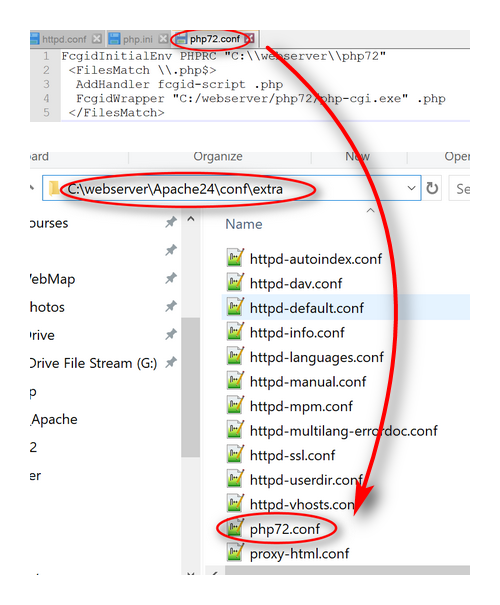 httpd.conf php.ini php72.conf
1 FcgidInitialEnv PHPRC "C:\\webserver\\php72"
2 <FilesMatch \\.php$>
3 AddHandler fcgid-script .php
4 FcgidWrapper "C:/webserver/php72/php-cgi.exe" .php
5 </FilesMatch>
oard Organize New Open
C:\webserver\Apache24\conf\extra Se
ourses
Name
httpd-autoindex.conf
VebMap httpd-dav.conf
hotos httpd-default.conf
rive httpd-info.conf
Drive File Stream (G:) httpd-languages.conf
p httpd-manual.conf
Apache httpd-mpm.conf
2 httpd-multilang-errordoc.conf
httpd-ssl.conf
er httpd-userdir.conf
httpd-vhosts.conf
php72.conf
proxy-html.conf